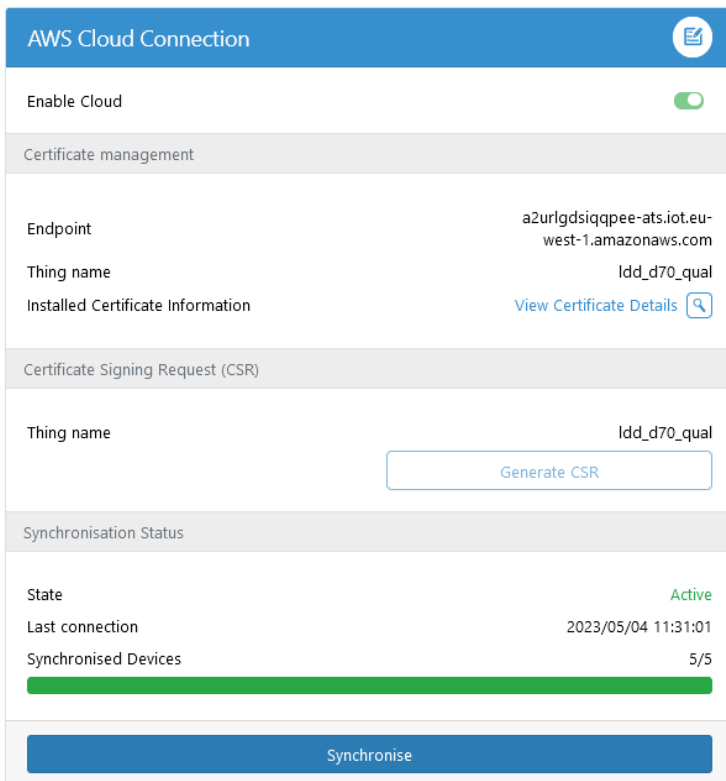 AWS Cloud Connection
Enable Cloud
Certificate management
Endpoint
a2urlgdsiqqpee-ats.iot.eu-
west-1.amazonaws.com
Thing name ldd_d70_qual
Installed Certificate Information View Certificate Details
Certificate Signing Request (CSR)
Thing name ldd_d70_qual
Generate CSR
Synchronisation Status
State Active
Last connection 2023/05/04 11:31:01
Synchronised Devices 5/5
Synchronise